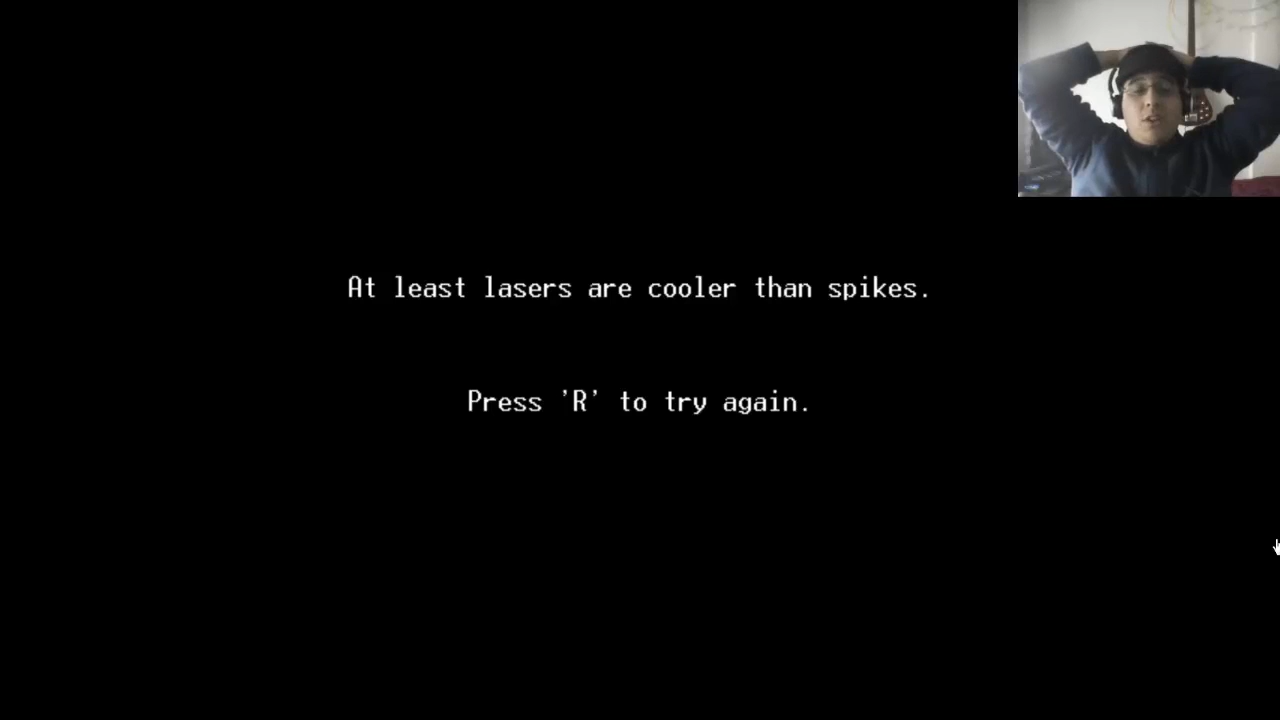 At least lasers are cooler than spikes.
Press 'R' to try again.